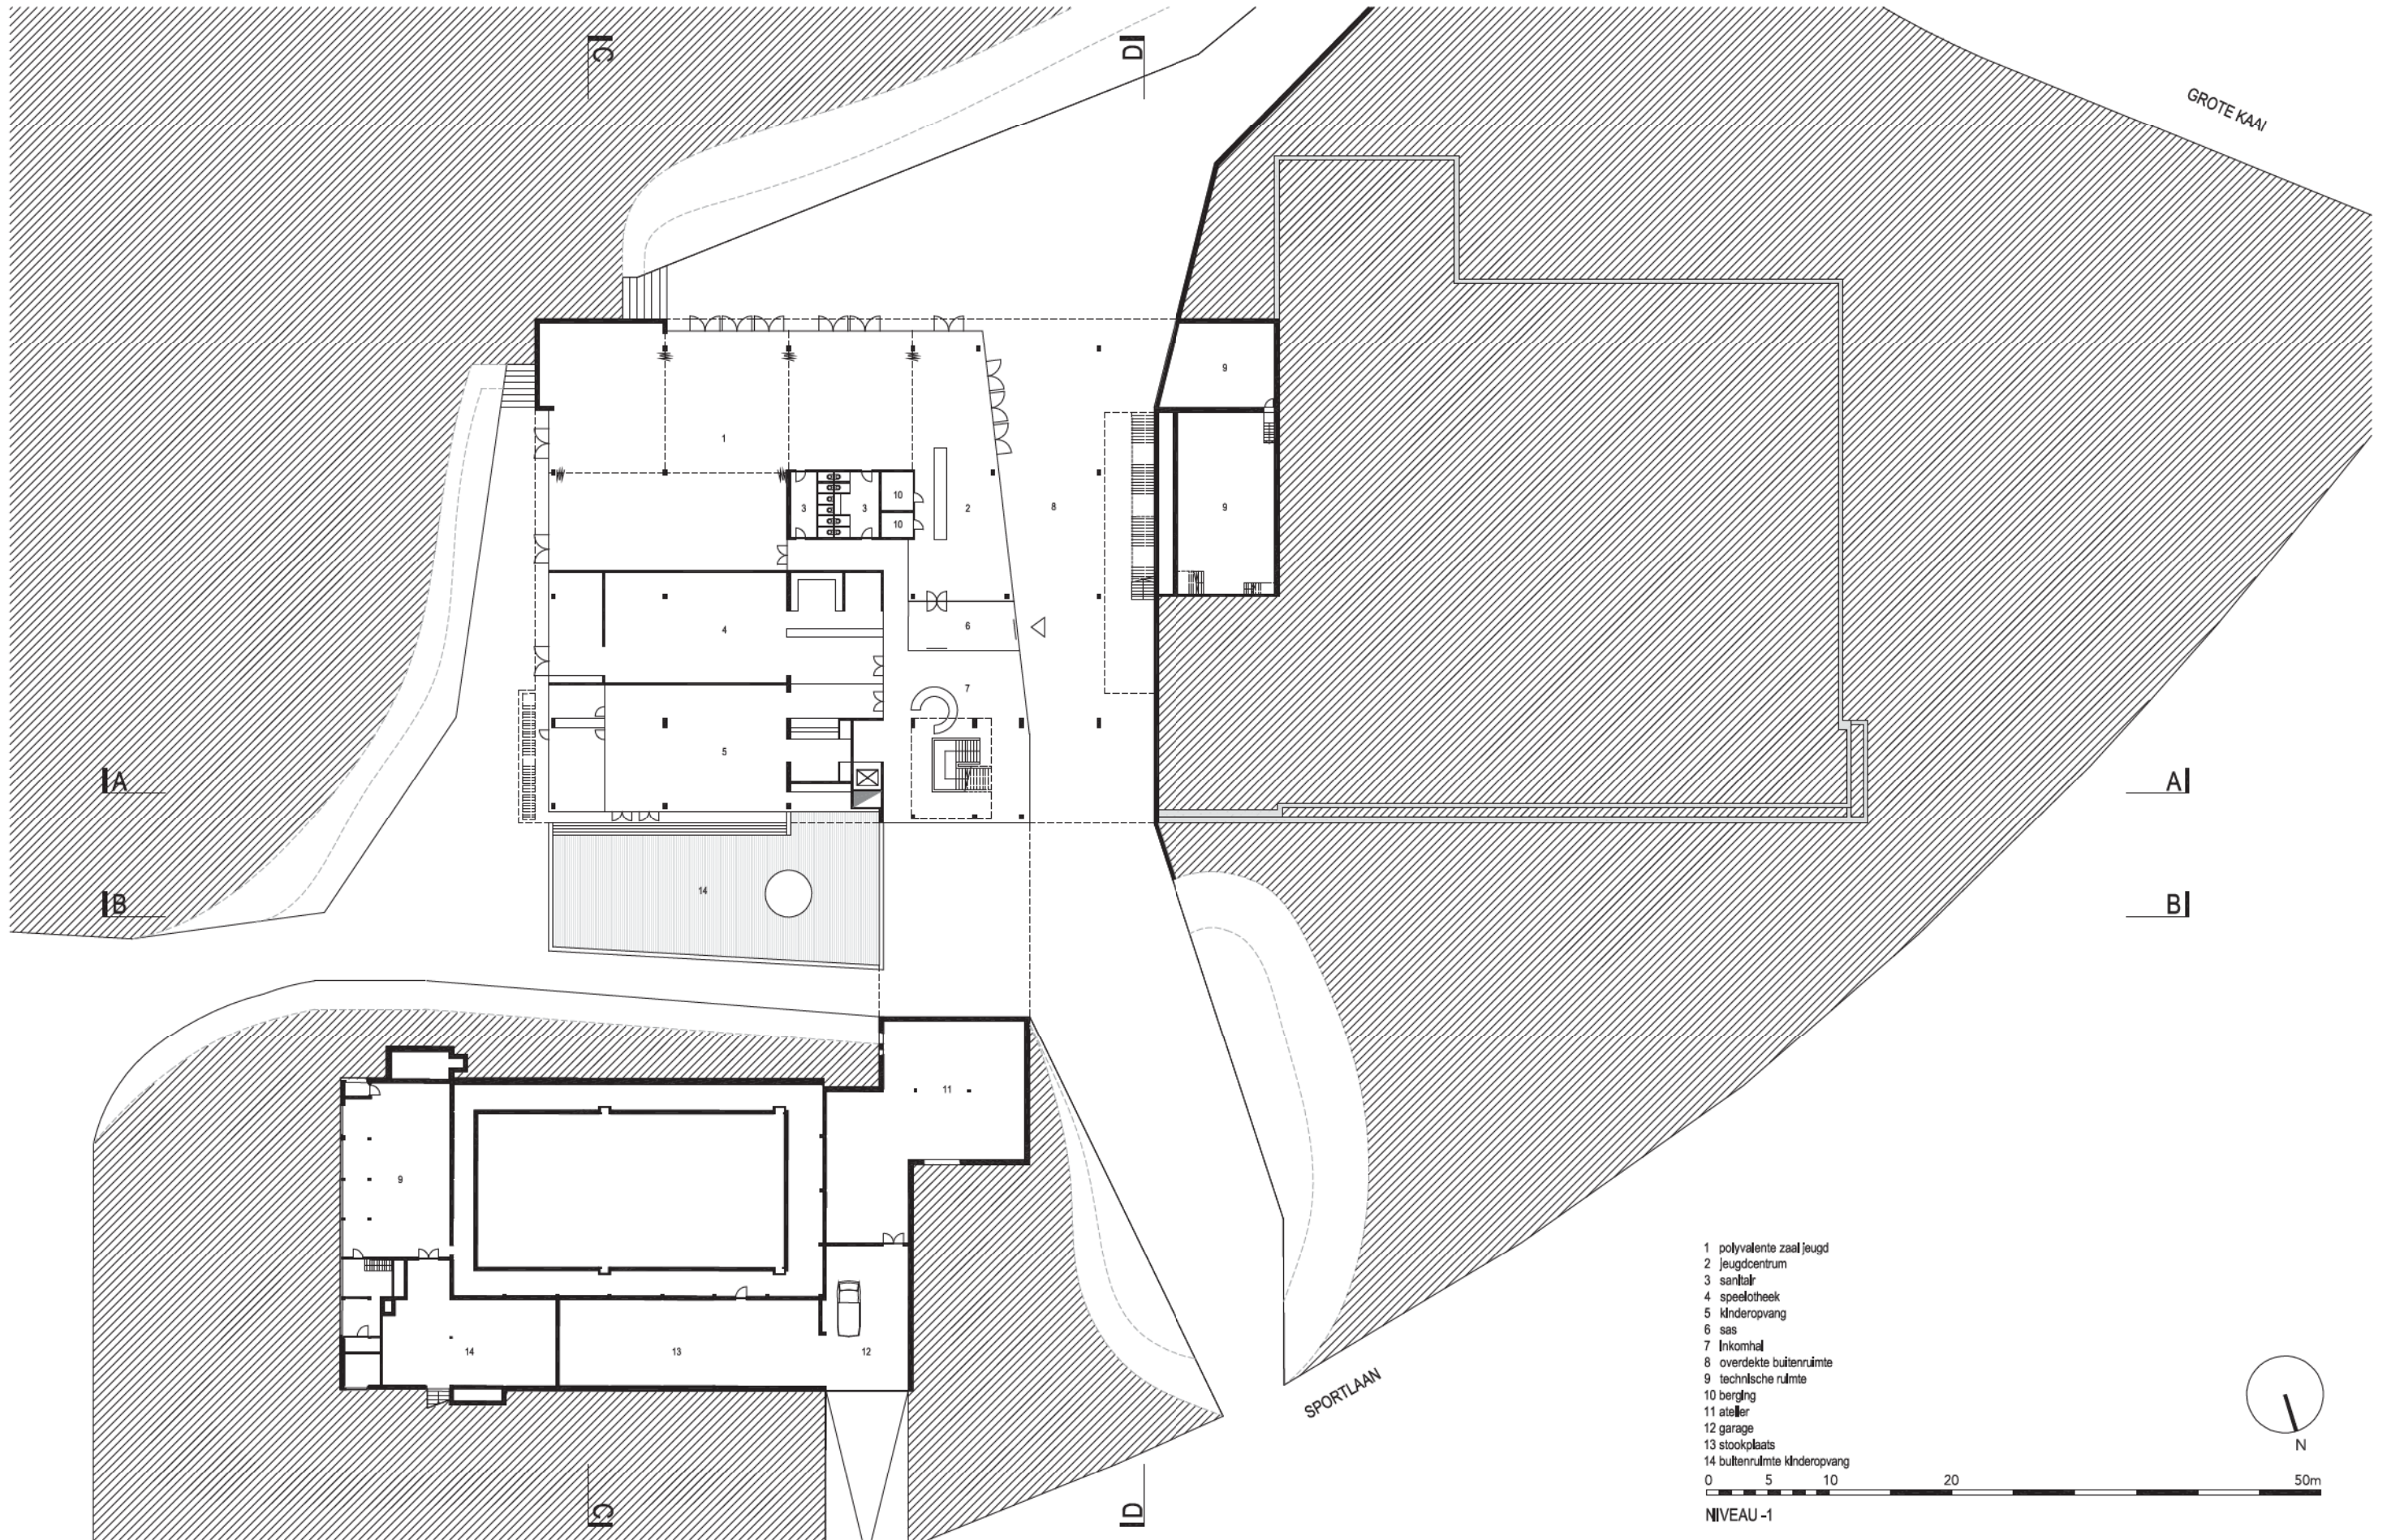 C
D
GROTE KAAI
9
1
3
3
10
10
2
8
9
4
6
7
5
A
A
14
B
B
11
9
14
13
12
SPORTLAAN
C
D
1 polyvalente zaal jeugd
2 jeugdcentrum
3 sanitair
4 speelotheek
5 kinderopvang
6 sas
7 inkomhal
8 overdekte buitenruimte
9 technische ruimte
10 berging
11 atelier
12 garage
13 stookplaats
14 buitenruimte kinderopvang
0 5 10 20 50m
NIVEAU -1
N